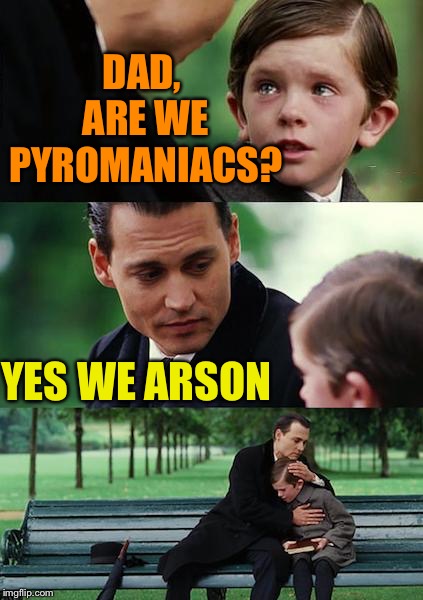 DAD,
ARE WE
PYROMANIACS?
YES WE ARSON
imgflip.com